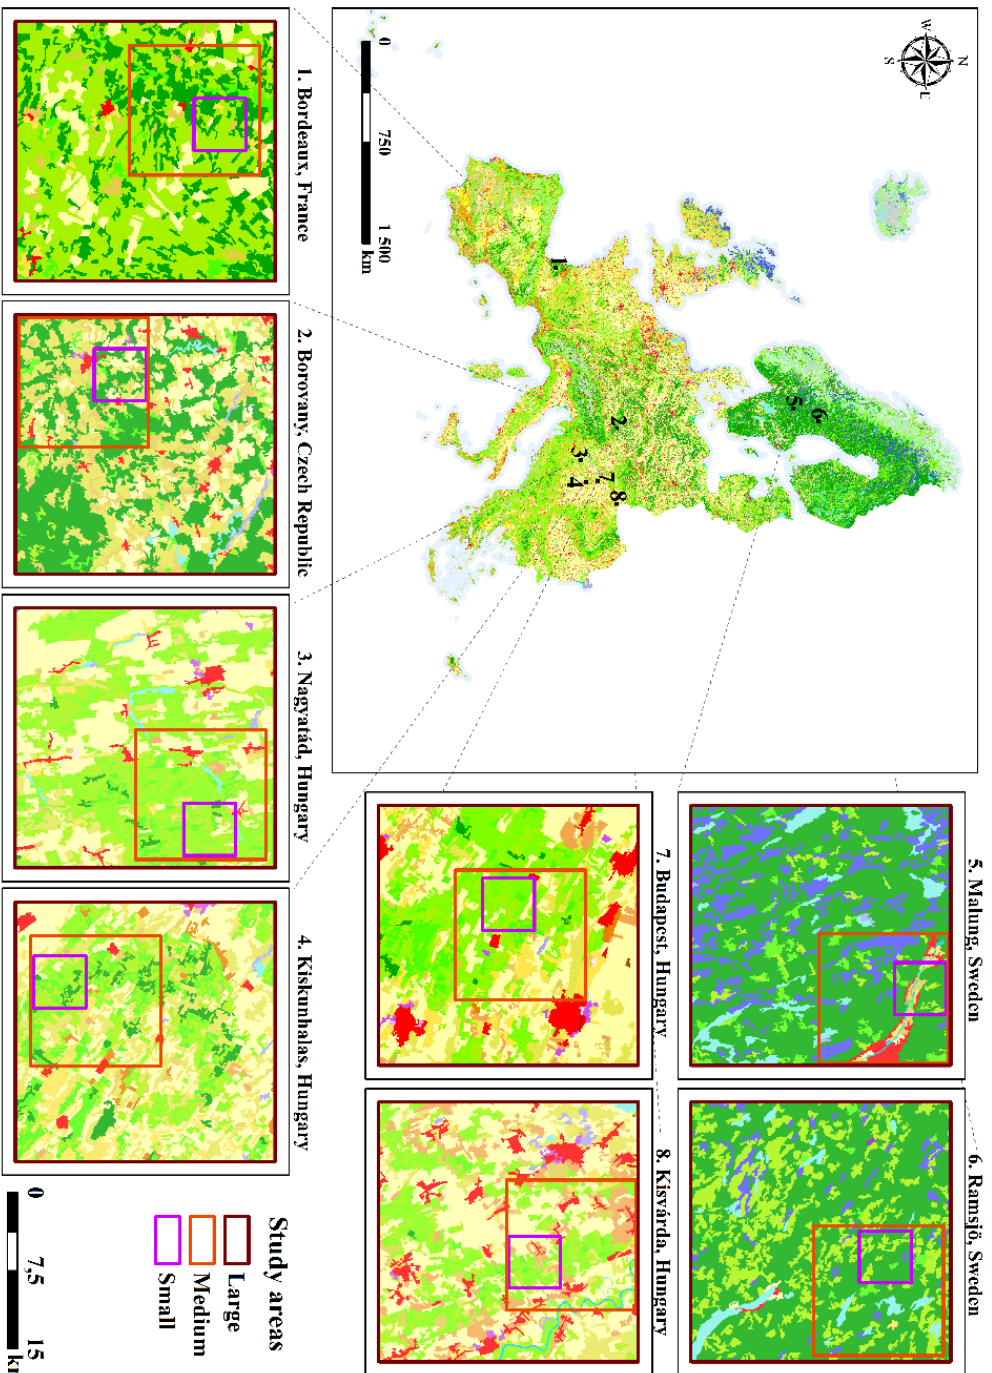 N
W
E
S
0 750 1 500
km
1.
2
3
4
5
6
7
8
5. Malung, Sweden
6. Ramsjö, Sweden
7. Budapest, Hungary
8. Kisvárda, Hungary
1. Bordeaux, France
2. Borovany, Czech Republic
3. Nagyatád, Hungary
4. Kiskunhalas, Hungary
Study areas
Large
Medium
Small
0 7,5 15
km